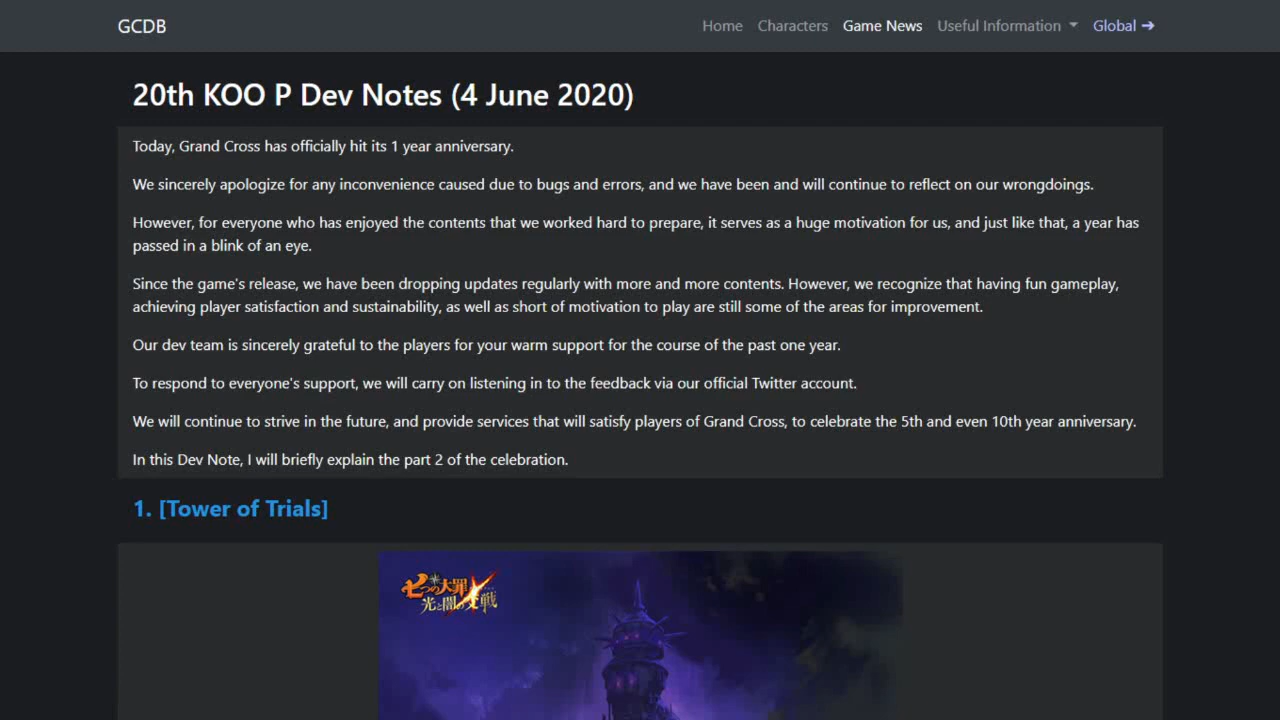 GCDB
Home
Characters
Game News
Useful Information
Global ➔
20th KOO P Dev Notes (4 June 2020)
Today, Grand Cross has officially hit its 1 year anniversary.
We sincerely apologize for any inconvenience caused due to bugs and errors, and we have been and will continue to reflect on our wrongdoings.
However, for everyone who has enjoyed the contents that we worked hard to prepare, it serves as a huge motivation for us, and just like that, a year has
passed in a blink of an eye.
Since the game's release, we have been dropping updates regularly with more and more contents. However, we recognize that having fun gameplay,
achieving player satisfaction and sustainability, as well as short of motivation to play are still some of the areas for improvement.
Our dev team is sincerely grateful to the players for your warm support for the course of the past one year.
To respond to everyone's support, we will carry on listening in to the feedback via our official Twitter account.
We will continue to strive in the future, and provide services that will satisfy players of Grand Cross, to celebrate the 5th and even 10th year anniversary.
In this Dev Note, I will briefly explain the part 2 of the celebration.
1. [Tower of Trials]
七つの大罪
光と闇の交戦